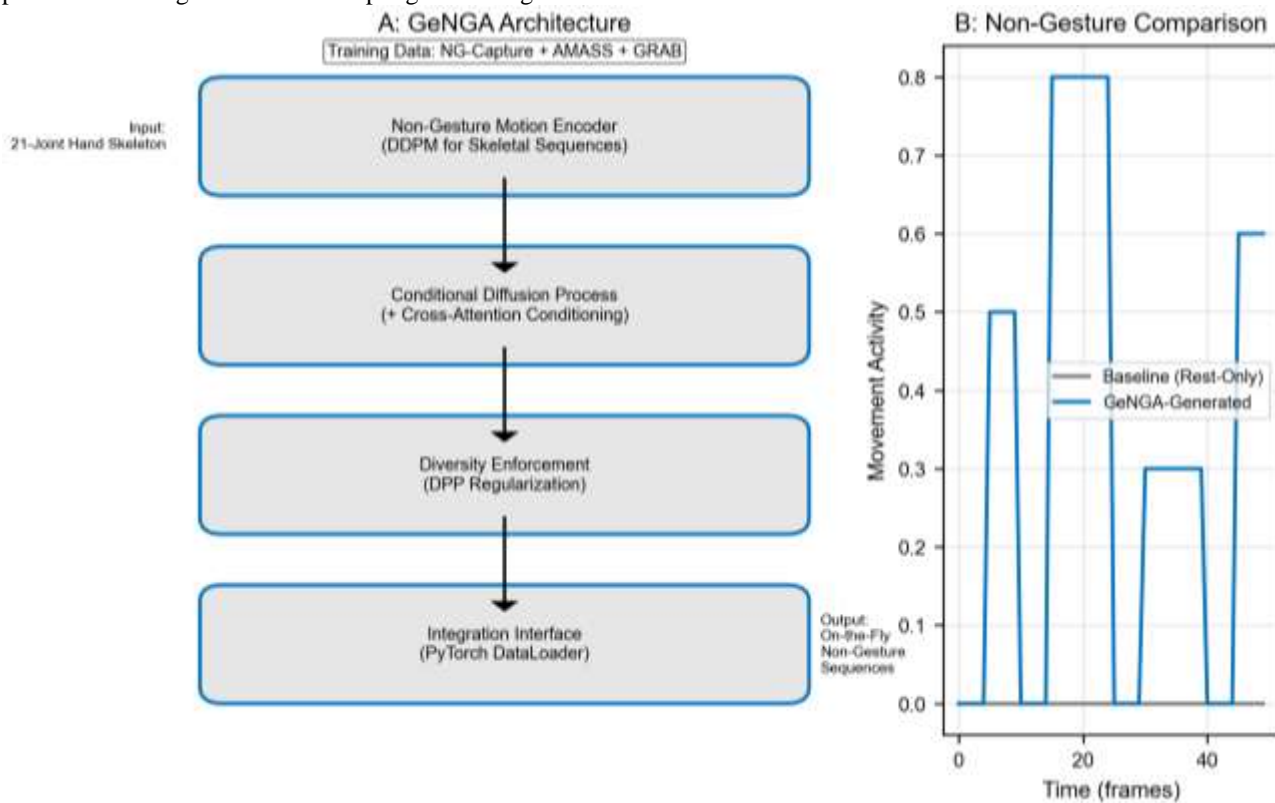 A: GeNGA Architecture
Training Data: NG-Capture + AMASS + GRAB
Input:
21-Joint Hand Skeleton
Non-Gesture Motion Encoder
(DDPM for Skeletal Sequences)
Conditional Diffusion Process
(+ Cross-Attention Conditioning)
Diversity Enforcement
(DPP Regularization)
Integration Interface
(PyTorch DataLoader)
Output:
On-the-Fly
Non-Gesture
Sequences
B: Non-Gesture Comparison
Movement Activity
0.8
0.7
0.6
0.5
0.4
0.3
0.2
0.1
0.0
Baseline (Rest-Only)
GeNGA-Generated
0 20 40
Time (frames)